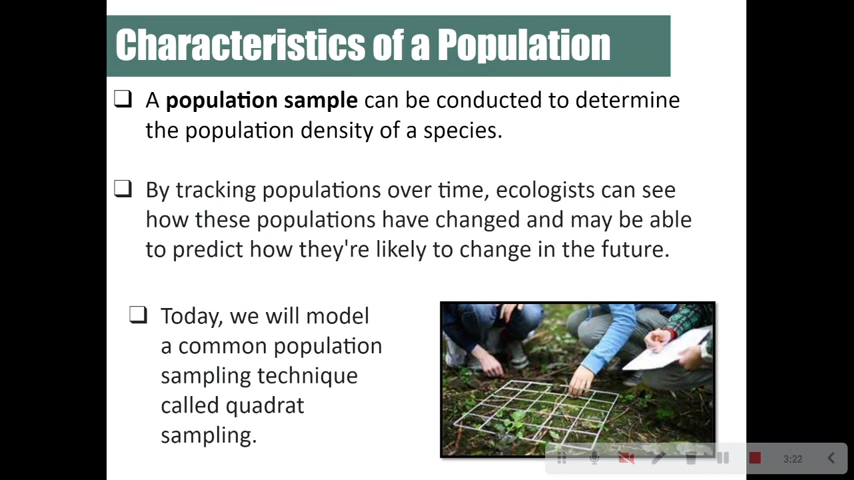 Characteristics of a Population
❑ A population sample can be conducted to determine
the population density of a species.
❑ By tracking populations over time, ecologists can see
how these populations have changed and may be able
to predict how they're likely to change in the future.
❑ Today, we will model
a common population
sampling technique
called quadrat
sampling.
3:22